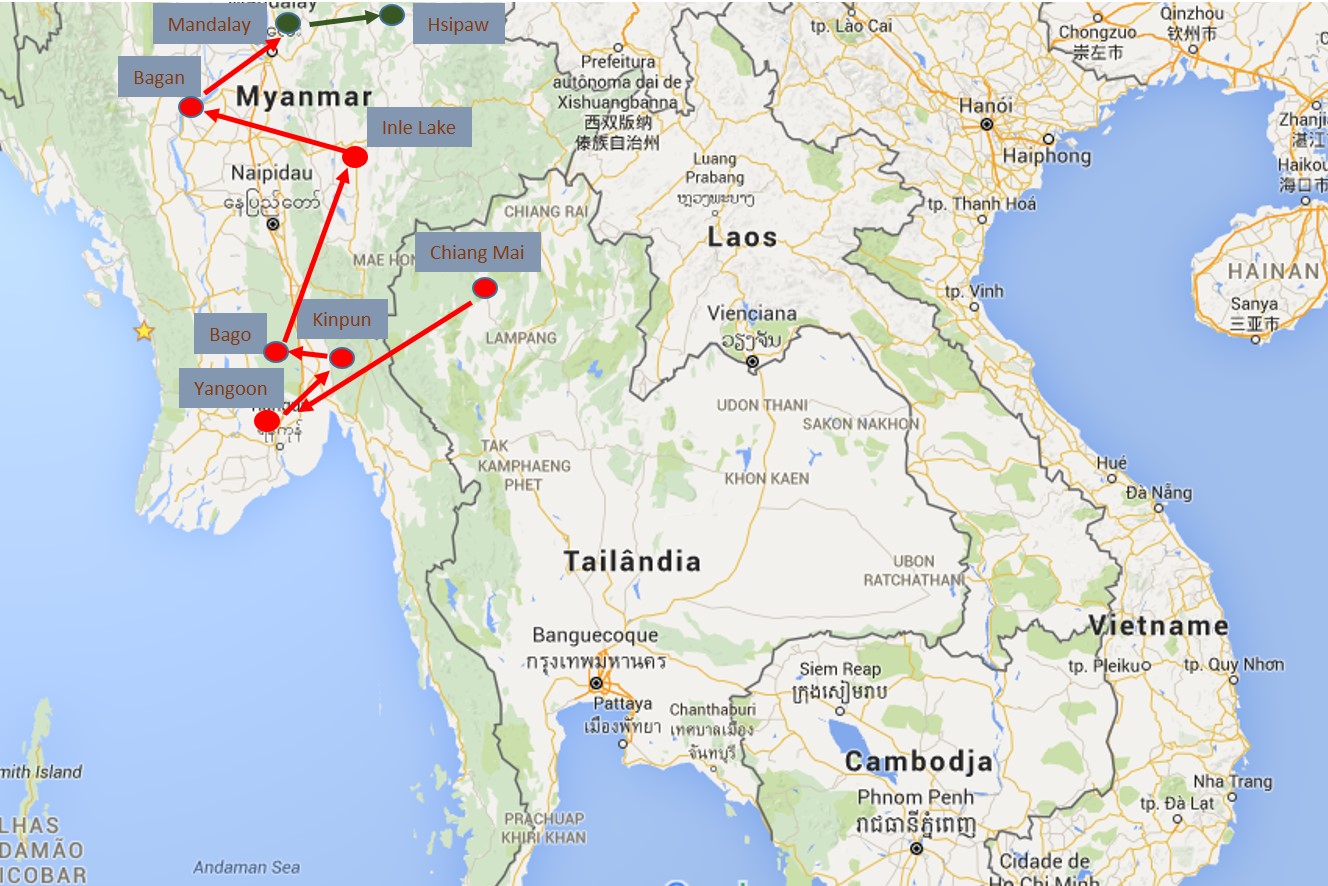 Mandalay
Hsipaw
Bagan
Myanmar
Inle Lake
Naipidau
နေပြည်တော်
MAE HON
Chiang Mai
CHIANG RAI
Bago
Kinpun
LAMPANG
Yangoon
ရန်ကုန်
TAK
KAMPHAENG
PHET
Prefeitura
autônoma dai de
Xishuangbanna
西双版纳
傣族自治州
Luang
Prabang
ຫຼວງພະບາງ
Laos
Vienciana
ວຽງຈັນ
UDON THANI
SAKON NAKHON
KHON KAEN
Tailândia
UBON
RATCHATHANI
Banguecoque
กรุงเทพมหานคร
Pattaya
เมืองพัทยา
Chanthaburi
เทศบาลเมือง
จันทบุรี
PRACHUAP
KHIRI KHAN
tp. Lào Cai
Chongzuo
崇左市
Qinzhou
钦州市
Hanói
Haiphong
Zhanji
湛江
Haikou
海口市
tp. Thanh Hoá
HAINAN
Sanya
三亚市
tp. Vinh
Hué
Đà Nẵng
Vietname
tp. Pleiku
tp. Quy Nhơn
Siem Reap
ក្រុងសៀមរាប
Cambodja
Phnom Penh
រាជធានីភ្នំពេញ
Nha Trang
tp. Đà Lạt
Cidade de
Ho Chi Minh
mith Island
LHAS
DAMÃO
ICOBAR
Andaman Sea